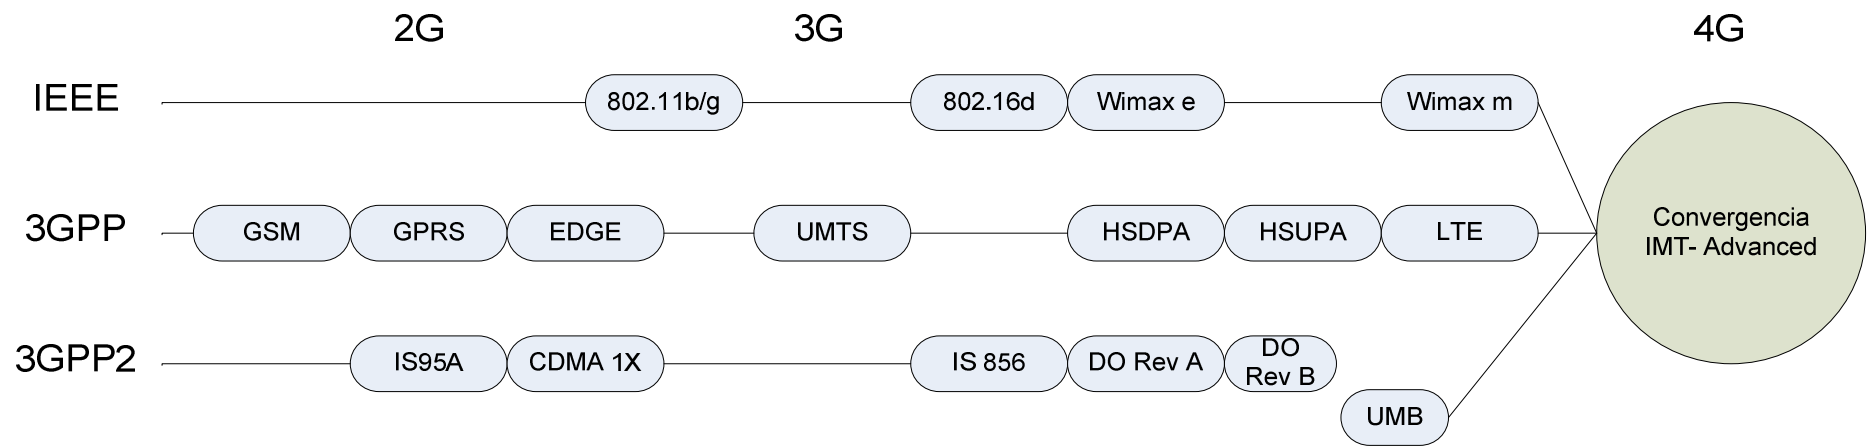 2G
3G
4G
IEEE
802.11b/g
802.16d
Wimax e
Wimax m
3GPP
GSM
GPRS
EDGE
UMTS
HSDPA
HSUPA
LTE
Convergencia
IMT- Advanced
3GPP2
IS95A
CDMA 1X
IS 856
DO Rev A
DO
Rev B
UMB